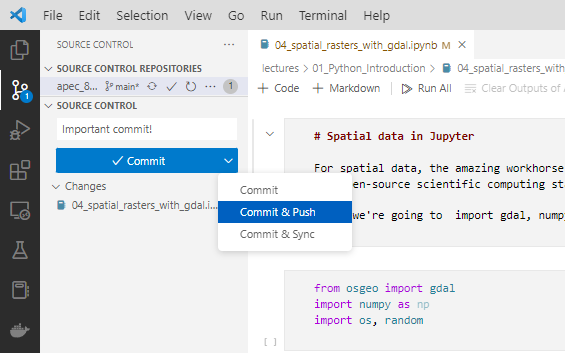 File Edit Selection View Go Run Terminal Help
SOURCE CONTROL ...
SOURCE CONTROL REPOSITORIES
apec_8... main* ... 1
SOURCE CONTROL
Important commit!
Commit
Changes
04_spatial_rasters_with_gdal.i...
Commit
Commit & Push
Commit & Sync
1
04_spatial_rasters_with_gdal.ipynb M
lectures > 01_Python_Introduction > 04_spatial_rasters_with
+ Code + Markdown Run All Clear Outputs of
# Spatial data in Jupyter
For spatial data, the amazing workhorse
en-source scientific computing st
we're going to import gdal, numpy
from osgeo import gdal
import numpy as np
import os, random
[ ]